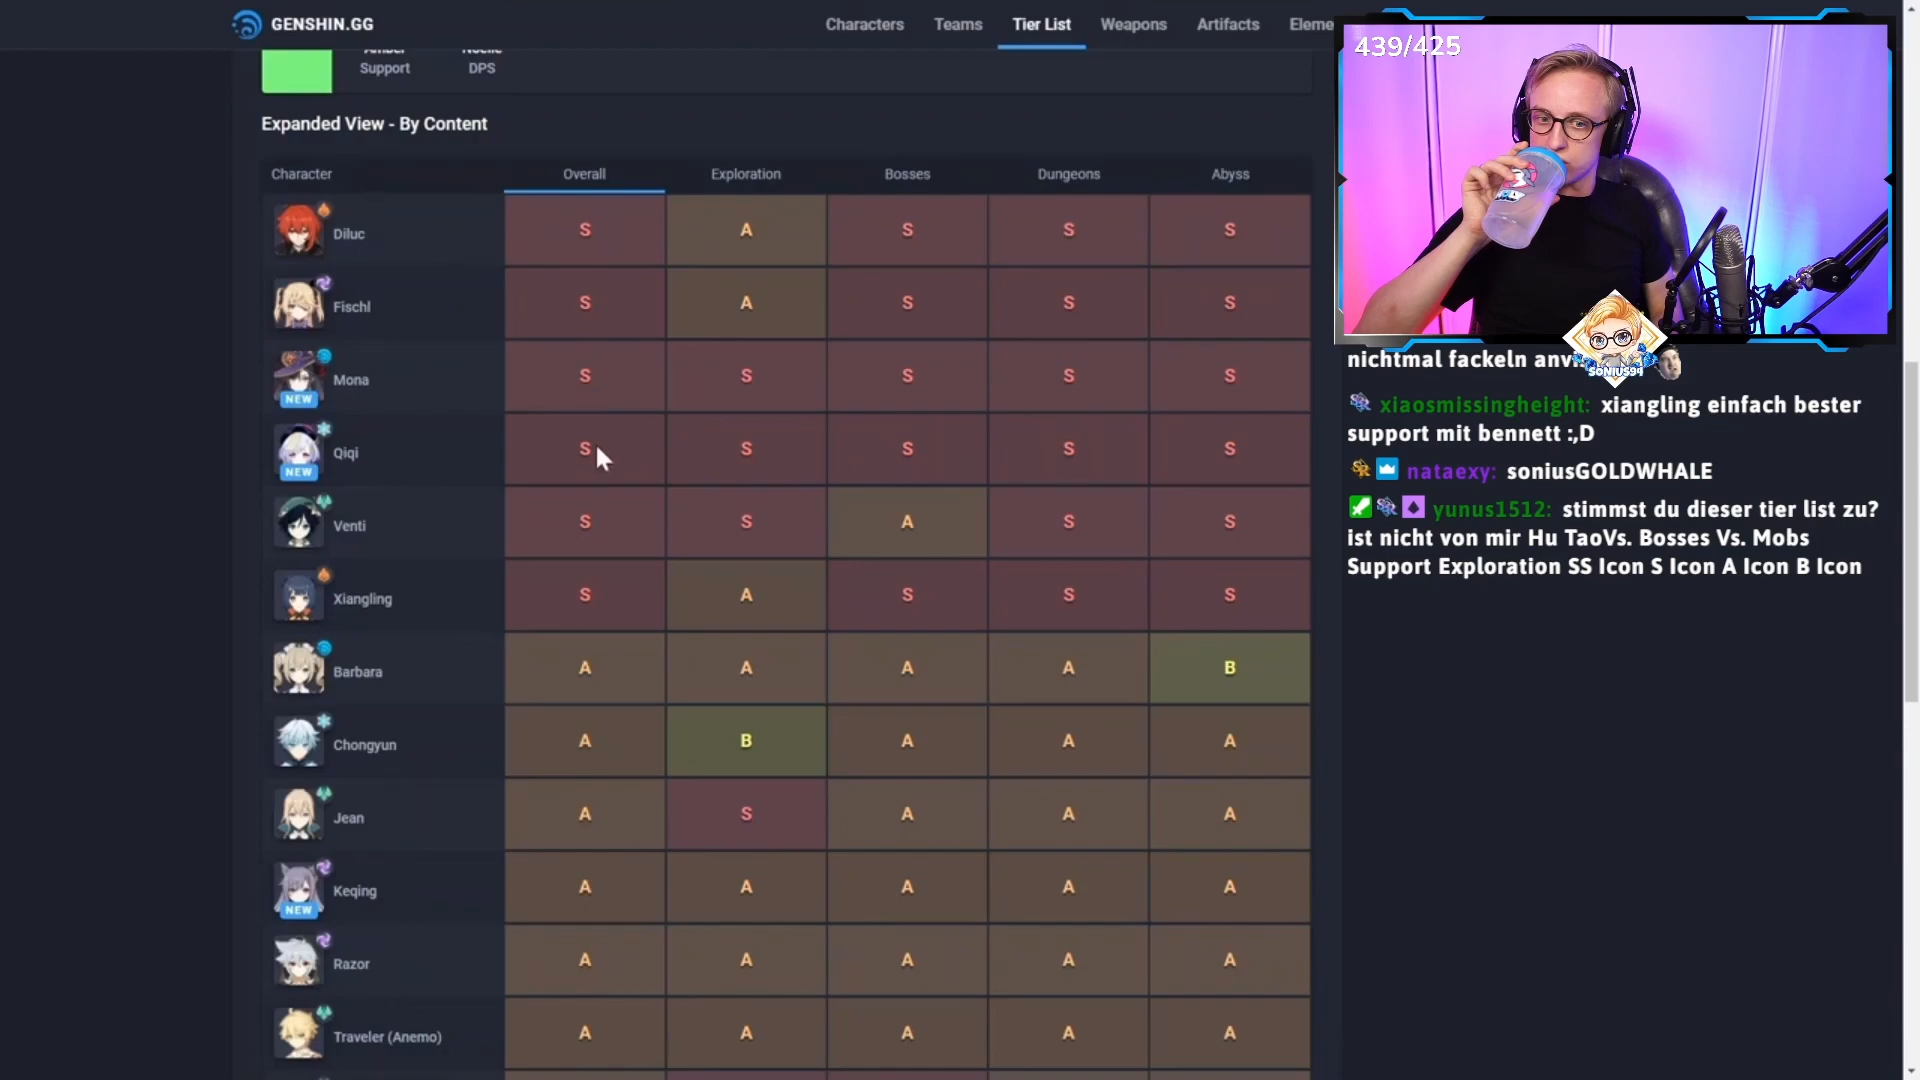 GENSHIN.GG
Characters Teams Tier List Weapons Artifacts Eleme
Amber Noelle
Support DPS
Expanded View - By Content
Character Overall Exploration Bosses Dungeons Abyss
Diluc S A S S S
Fischl S A S S S
Mona S S S S S
NEW
Qiqi S S S S S
NEW
Venti S S A S S
Xiangling S A S S S
Barbara A A A A B
Chongyun A B A A A
Jean A S A A A
Keqing A A A A A
NEW
Razor A A A A A
Traveler (Anemo) A A A A A
439/425
SONIUS94
nichtmal fackeln anvi
xiaosmissingheight: xiangling einfach bester
support mit bennett :,D
nataexy: soniusGOLDWHALE
yunus1512: stimmst du dieser tier list zu?
ist nicht von mir Hu TaoVs. Bosses Vs. Mobs
Support Exploration SS Icon S Icon A Icon B Icon